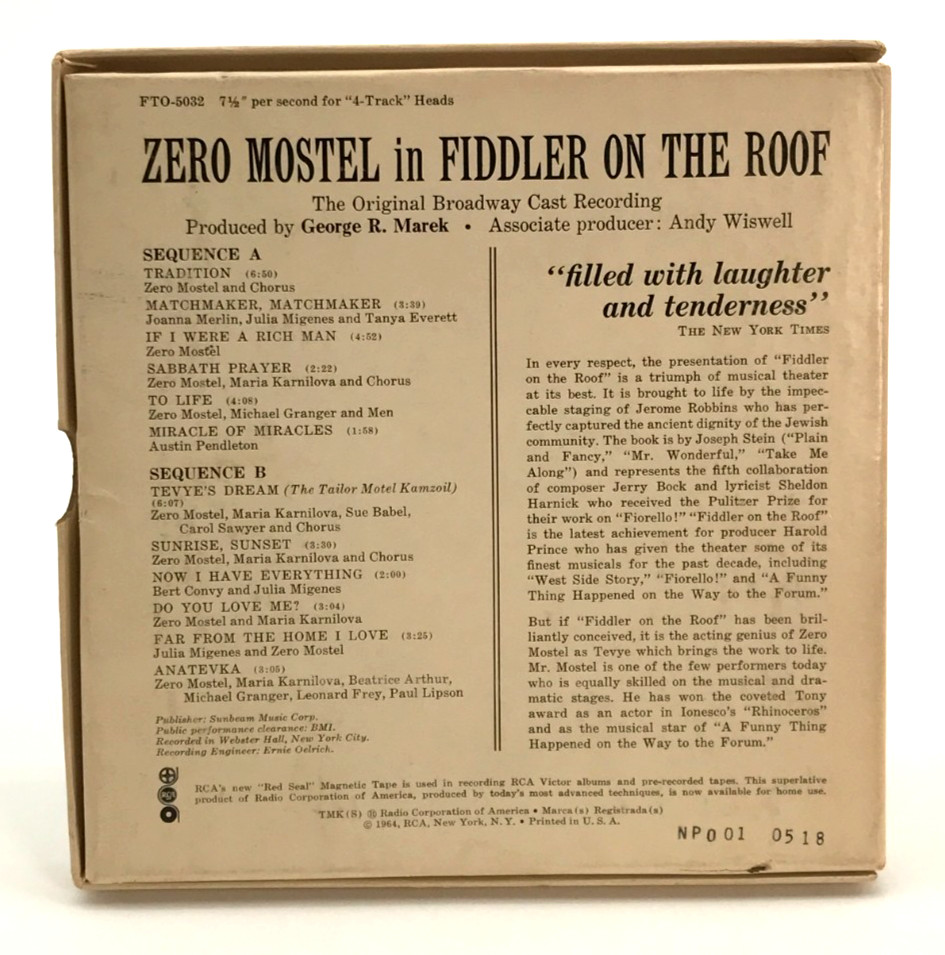 FTO-5032 7½" per second for "4-Track" Heads
ZERO MOSTEL in FIDDLER ON THE ROOF
The Original Broadway Cast Recording
Produced by George R. Marek • Associate producer: Andy Wiswell
SEQUENCE A
TRADITION (6:50)
Zero Mostel and Chorus
MATCHMAKER, MATCHMAKER (3:39)
Joanna Merlin, Julia Migenes and Tanya Everett
IF I WERE A RICH MAN (4:52)
Zero Mostel
SABBATH PRAYER (2:22)
Zero Mostel, Maria Karnilova and Chorus
TO LIFE (4:08)
Zero Mostel, Michael Granger and Men
MIRACLE OF MIRACLES (1:58)
Austin Pendleton
SEQUENCE B
TEVYE'S DREAM (The Tailor Motel Kamzoil)
(6:07)
Zero Mostel, Maria Karnilova, Sue Babel,
Carol Sawyer and Chorus
SUNRISE, SUNSET (3:30)
Zero Mostel, Maria Karnilova and Chorus
NOW I HAVE EVERYTHING (2:00)
Bert Convy and Julia Migenes
DO YOU LOVE ME? (3:04)
Zero Mostel and Maria Karnilova
FAR FROM THE HOME I LOVE (3:25)
Julia Migenes and Zero Mostel
ANATEVKA (3:05)
Zero Mostel, Maria Karnilova, Beatrice Arthur,
Michael Granger, Leonard Frey, Paul Lipson
Publisher: Sunbeam Music Corp.
Public performance clearance: BMI.
Recorded in Webster Hall, New York City.
Recording Engineer: Ernie Oelrich.
"filled with laughter
and tenderness"
THE NEW YORK TIMES
In every respect, the presentation of "Fiddler
on the Roof" is a triumph of musical theater
at its best. It is brought to life by the impec-
cable staging of Jerome Robbins who has per-
fectly captured the ancient dignity of the Jewish
community. The book is by Joseph Stein ("Plain
and Fancy," "Mr. Wonderful," "Take Me
Along") and represents the fifth collaboration
of composer Jerry Bock and lyricist Sheldon
Harnick who received the Pulitzer Prize for
their work on "Fiorello!" "Fiddler on the Roof"
is the latest achievement for producer Harold
Prince who has given the theater some of its
finest musicals for the past decade, including
"West Side Story," "Fiorello!" and "A Funny
Thing Happened on the Way to the Forum."
But if "Fiddler on the Roof" has been bril-
liantly conceived, it is the acting genius of Zero
Mostel as Tevye which brings the work to life.
Mr. Mostel is one of the few performers today
who is equally skilled on the musical and dra-
matic stages. He has won the coveted Tony
award as an actor in Ionesco's "Rhinoceros"
and as the musical star of "A Funny Thing
Happened on the Way to the Forum."
RCA
RCA's new "Red Seal" Magnetic Tape is used in recording RCA Victor albums and pre-recorded tapes. This superlative
product of Radio Corporation of America, produced by today's most advanced techniques, is now available for home use.
TMK(S) ® Radio Corporation of America • Marca(s) Registrada(s)
© 1964, RCA, New York, N. Y. • Printed in U. S. A.
NP001 0518